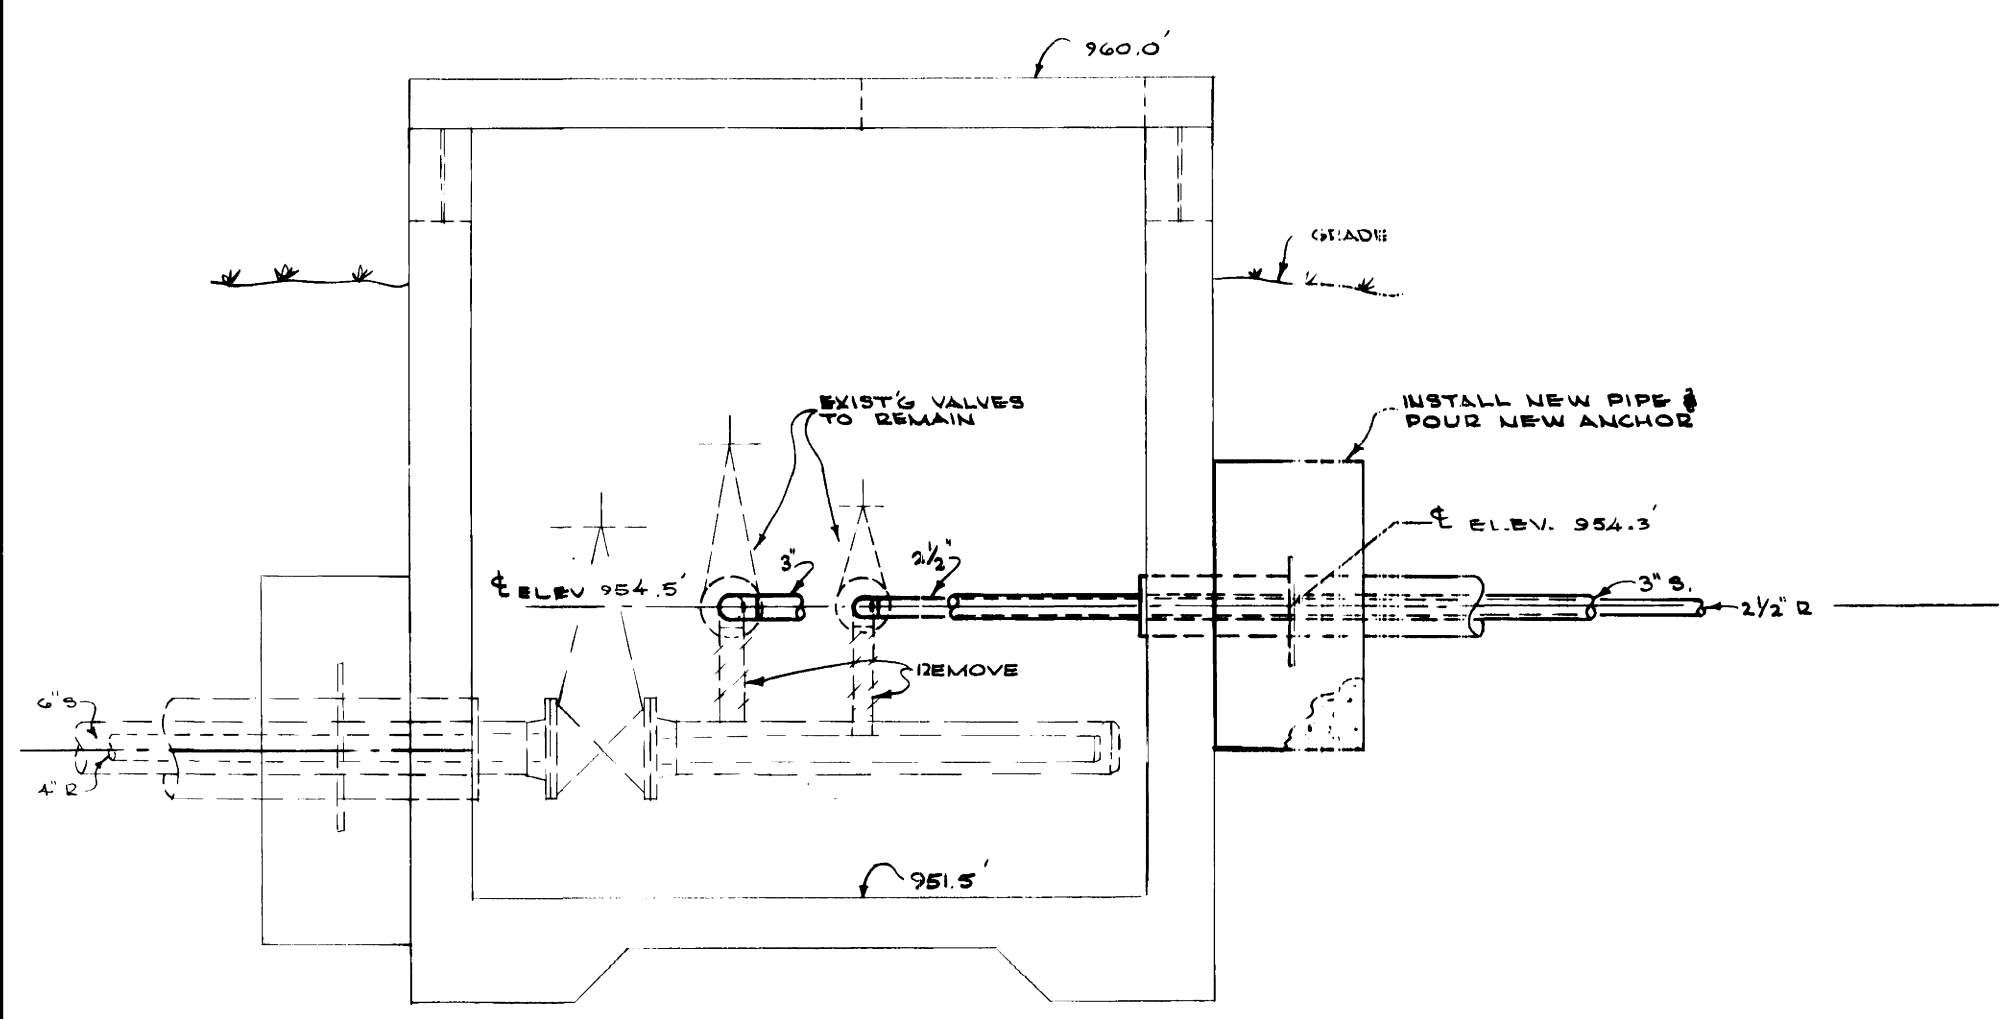 960.0'
GRADE
EXIST'G VALVES
TO REMAIN
INSTALL NEW PIPE &
POUR NEW ANCHOR
℄ ELEV. 954.3'
3"
2½"
℄ ELEV 954.5'
3" S.
2½" R
REMOVE
6" S
4" R
951.5'